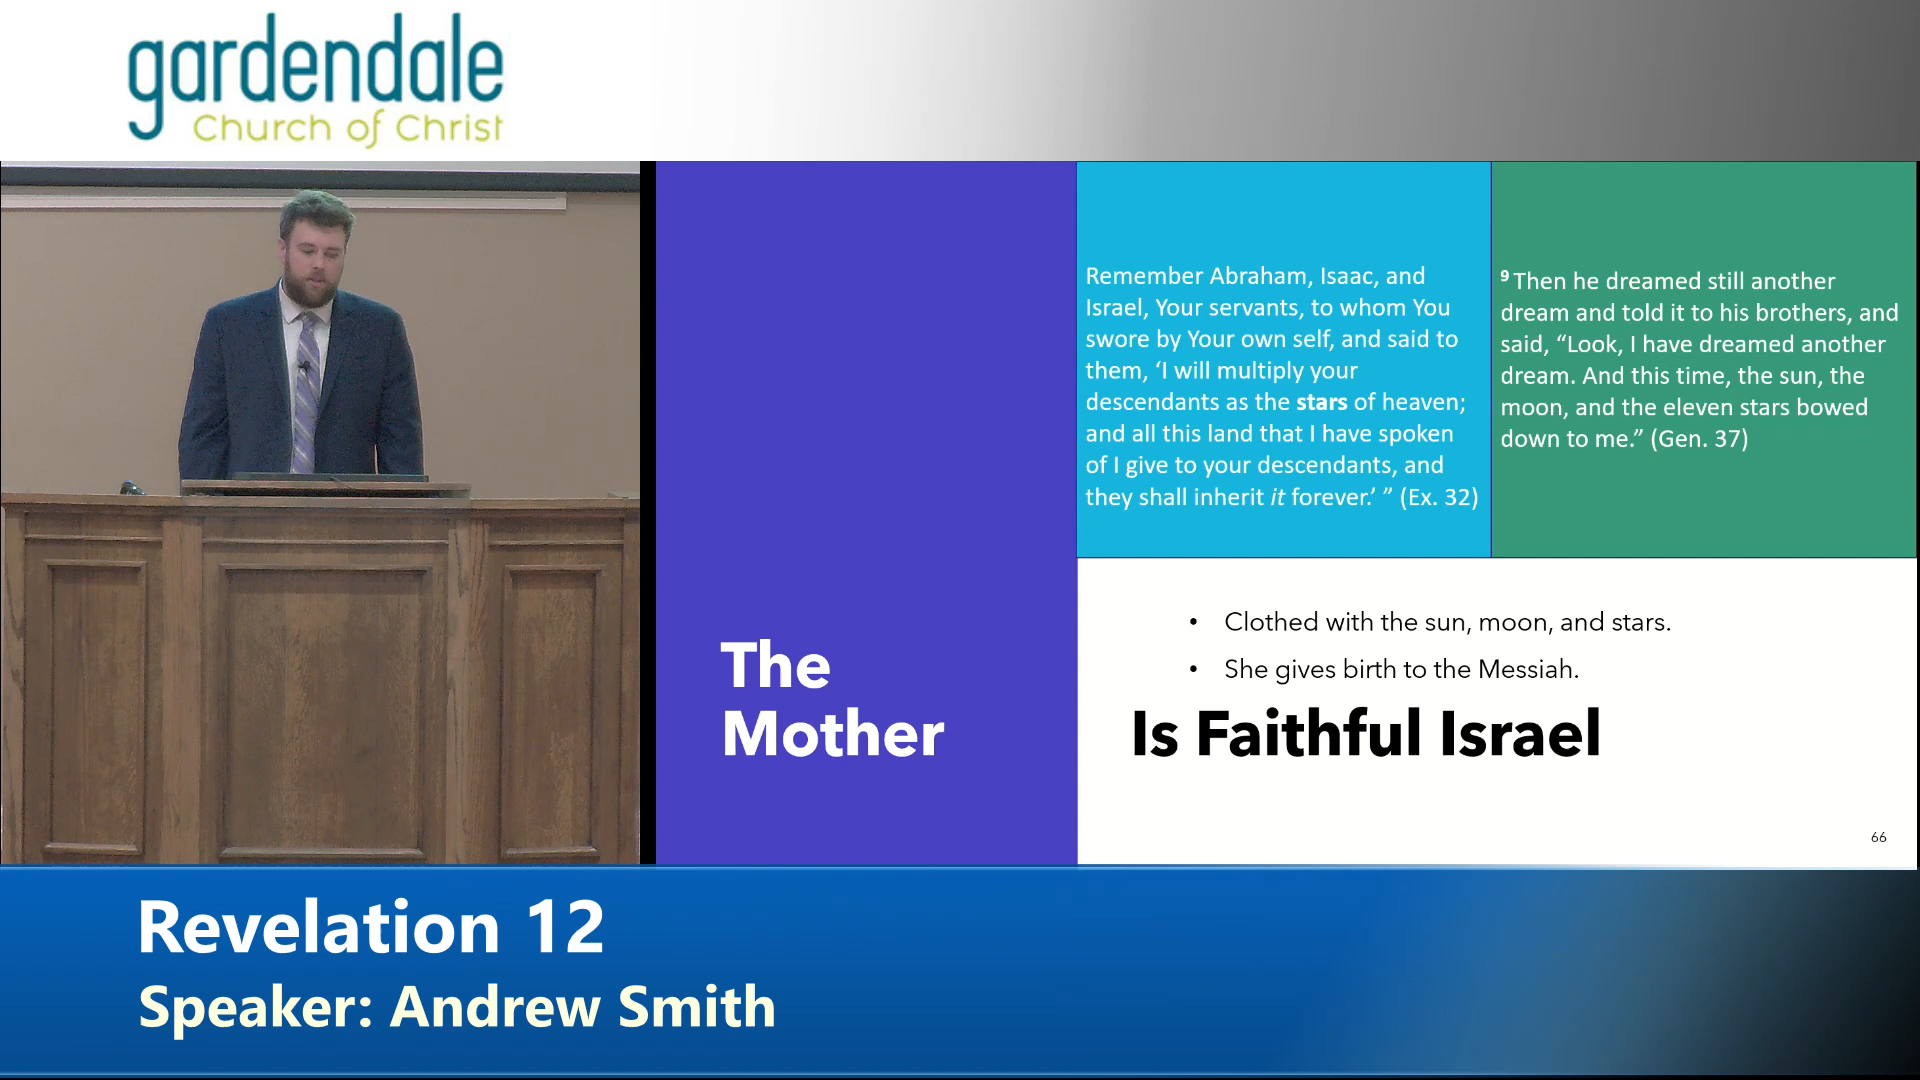 gardendale
Church of Christ
Remember Abraham, Isaac, and
Israel, Your servants, to whom You
swore by Your own self, and said to
them, ‘I will multiply your
descendants as the stars of heaven;
and all this land that I have spoken
of I give to your descendants, and
they shall inherit it forever.’ ” (Ex. 32)
9 Then he dreamed still another
dream and told it to his brothers, and
said, “Look, I have dreamed another
dream. And this time, the sun, the
moon, and the eleven stars bowed
down to me.” (Gen. 37)
The
Mother
• Clothed with the sun, moon, and stars.
• She gives birth to the Messiah.
Is Faithful Israel
66
Revelation 12
Speaker: Andrew Smith